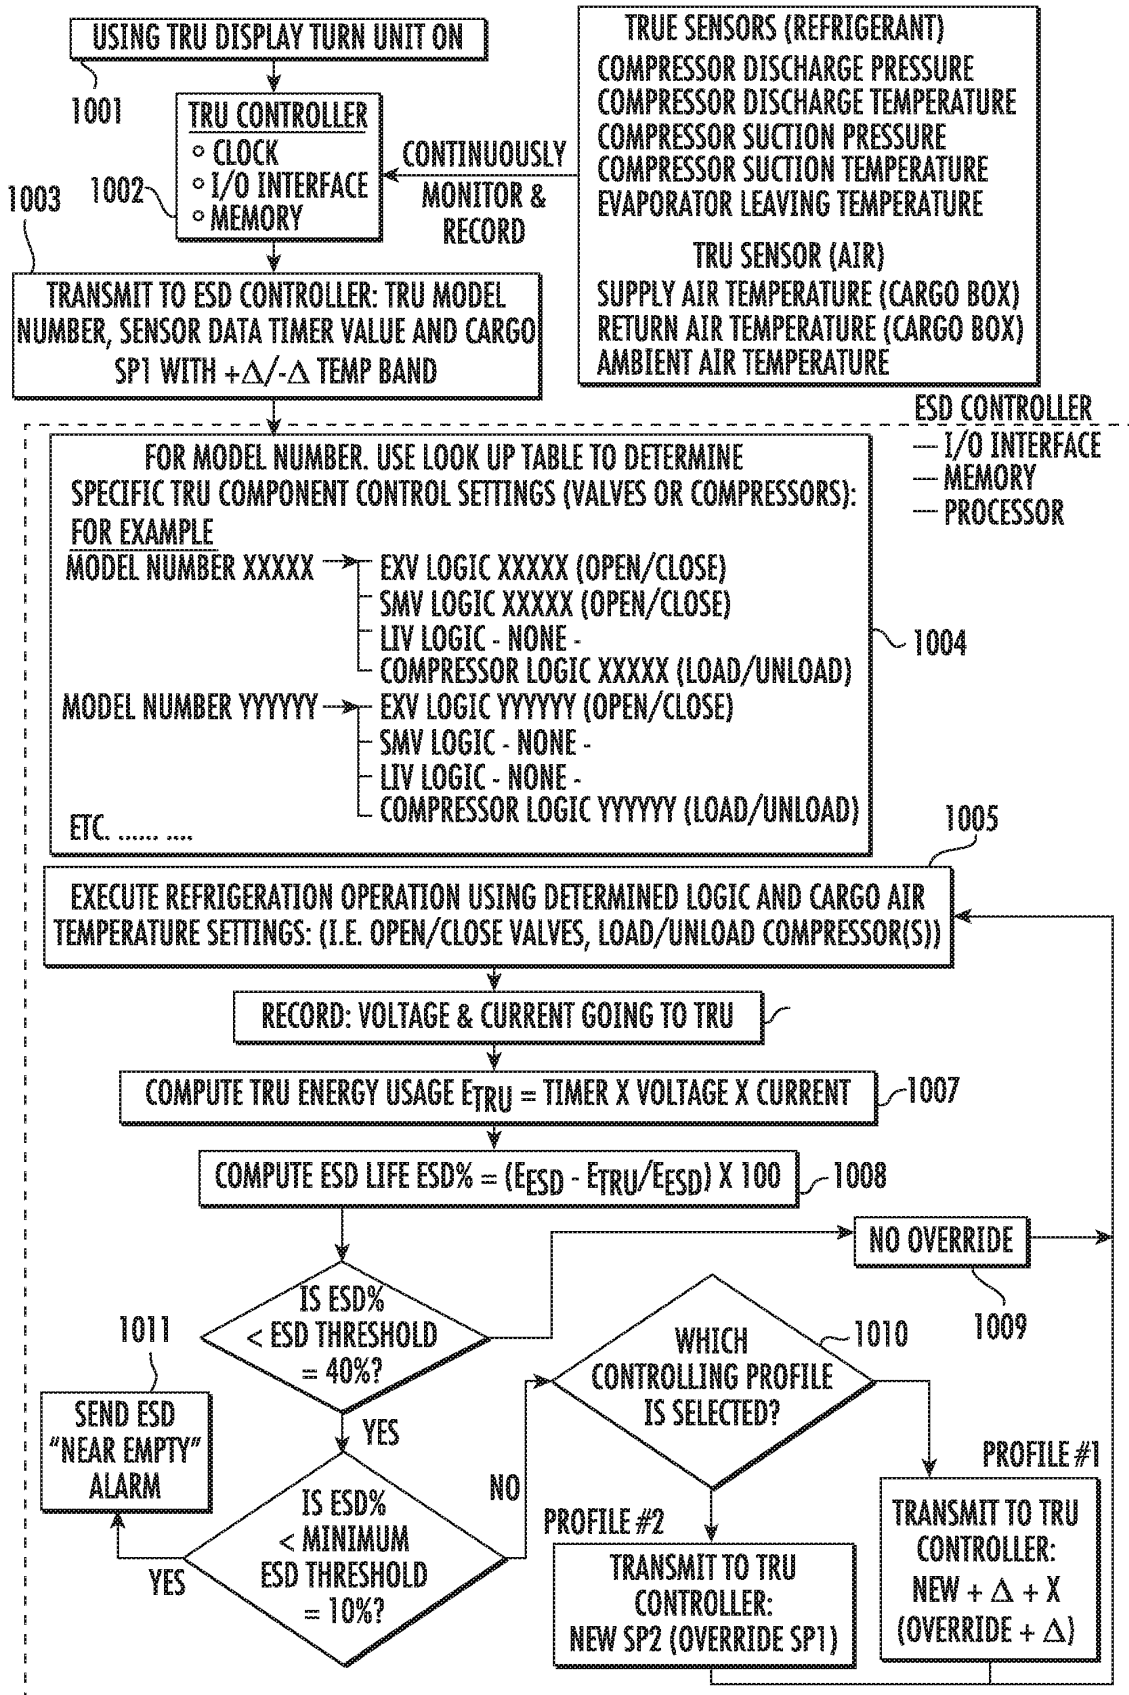 USING TRU DISPLAY TURN UNIT ON
1001
TRU CONTROLLER
CLOCK
I/O INTERFACE
MEMORY
1002
1003
CONTINUOUSLY
MONITOR &
RECORD
TRUE SENSORS (REFRIGERANT)
COMPRESSOR DISCHARGE PRESSURE
COMPRESSOR DISCHARGE TEMPERATURE
COMPRESSOR SUCTION PRESSURE
COMPRESSOR SUCTION TEMPERATURE
EVAPORATOR LEAVING TEMPERATURE
TRU SENSOR (AIR)
SUPPLY AIR TEMPERATURE (CARGO BOX)
RETURN AIR TEMPERATURE (CARGO BOX)
AMBIENT AIR TEMPERATURE
TRANSMIT TO ESD CONTROLLER: TRU MODEL
NUMBER, SENSOR DATA TIMER VALUE AND CARGO
SP1 WITH +Δ/-Δ TEMP BAND
ESD CONTROLLER
I/O INTERFACE
MEMORY
PROCESSOR
FOR MODEL NUMBER. USE LOOK UP TABLE TO DETERMINE
SPECIFIC TRU COMPONENT CONTROL SETTINGS (VALVES OR COMPRESSORS):
FOR EXAMPLE
MODEL NUMBER XXXXX
EXV LOGIC XXXXX (OPEN/CLOSE)
SMV LOGIC XXXXX (OPEN/CLOSE)
LIV LOGIC - NONE -
COMPRESSOR LOGIC XXXXX (LOAD/UNLOAD)
MODEL NUMBER YYYYYY
EXV LOGIC YYYYYY (OPEN/CLOSE)
SMV LOGIC - NONE -
LIV LOGIC - NONE -
COMPRESSOR LOGIC YYYYYY (LOAD/UNLOAD)
ETC. ...... ....
1004
1005
EXECUTE REFRIGERATION OPERATION USING DETERMINED LOGIC AND CARGO AIR
TEMPERATURE SETTINGS: (I.E. OPEN/CLOSE VALVES, LOAD/UNLOAD COMPRESSOR(S))
RECORD: VOLTAGE & CURRENT GOING TO TRU
COMPUTE TRU ENERGY USAGE ETRU = TIMER X VOLTAGE X CURRENT
1007
COMPUTE ESD LIFE ESD% = (EESD - ETRU/EESD) X 100
1008
NO OVERRIDE
1009
IS ESD%
< ESD THRESHOLD
= 40%?
YES
1010
WHICH
CONTROLLING PROFILE
IS SELECTED?
1011
SEND ESD
"NEAR EMPTY"
ALARM
IS ESD%
< MINIMUM
ESD THRESHOLD
= 10%?
YES
NO
PROFILE #2
TRANSMIT TO TRU
CONTROLLER:
NEW SP2 (OVERRIDE SP1)
PROFILE #1
TRANSMIT TO TRU
CONTROLLER:
NEW + Δ + X
(OVERRIDE + Δ)